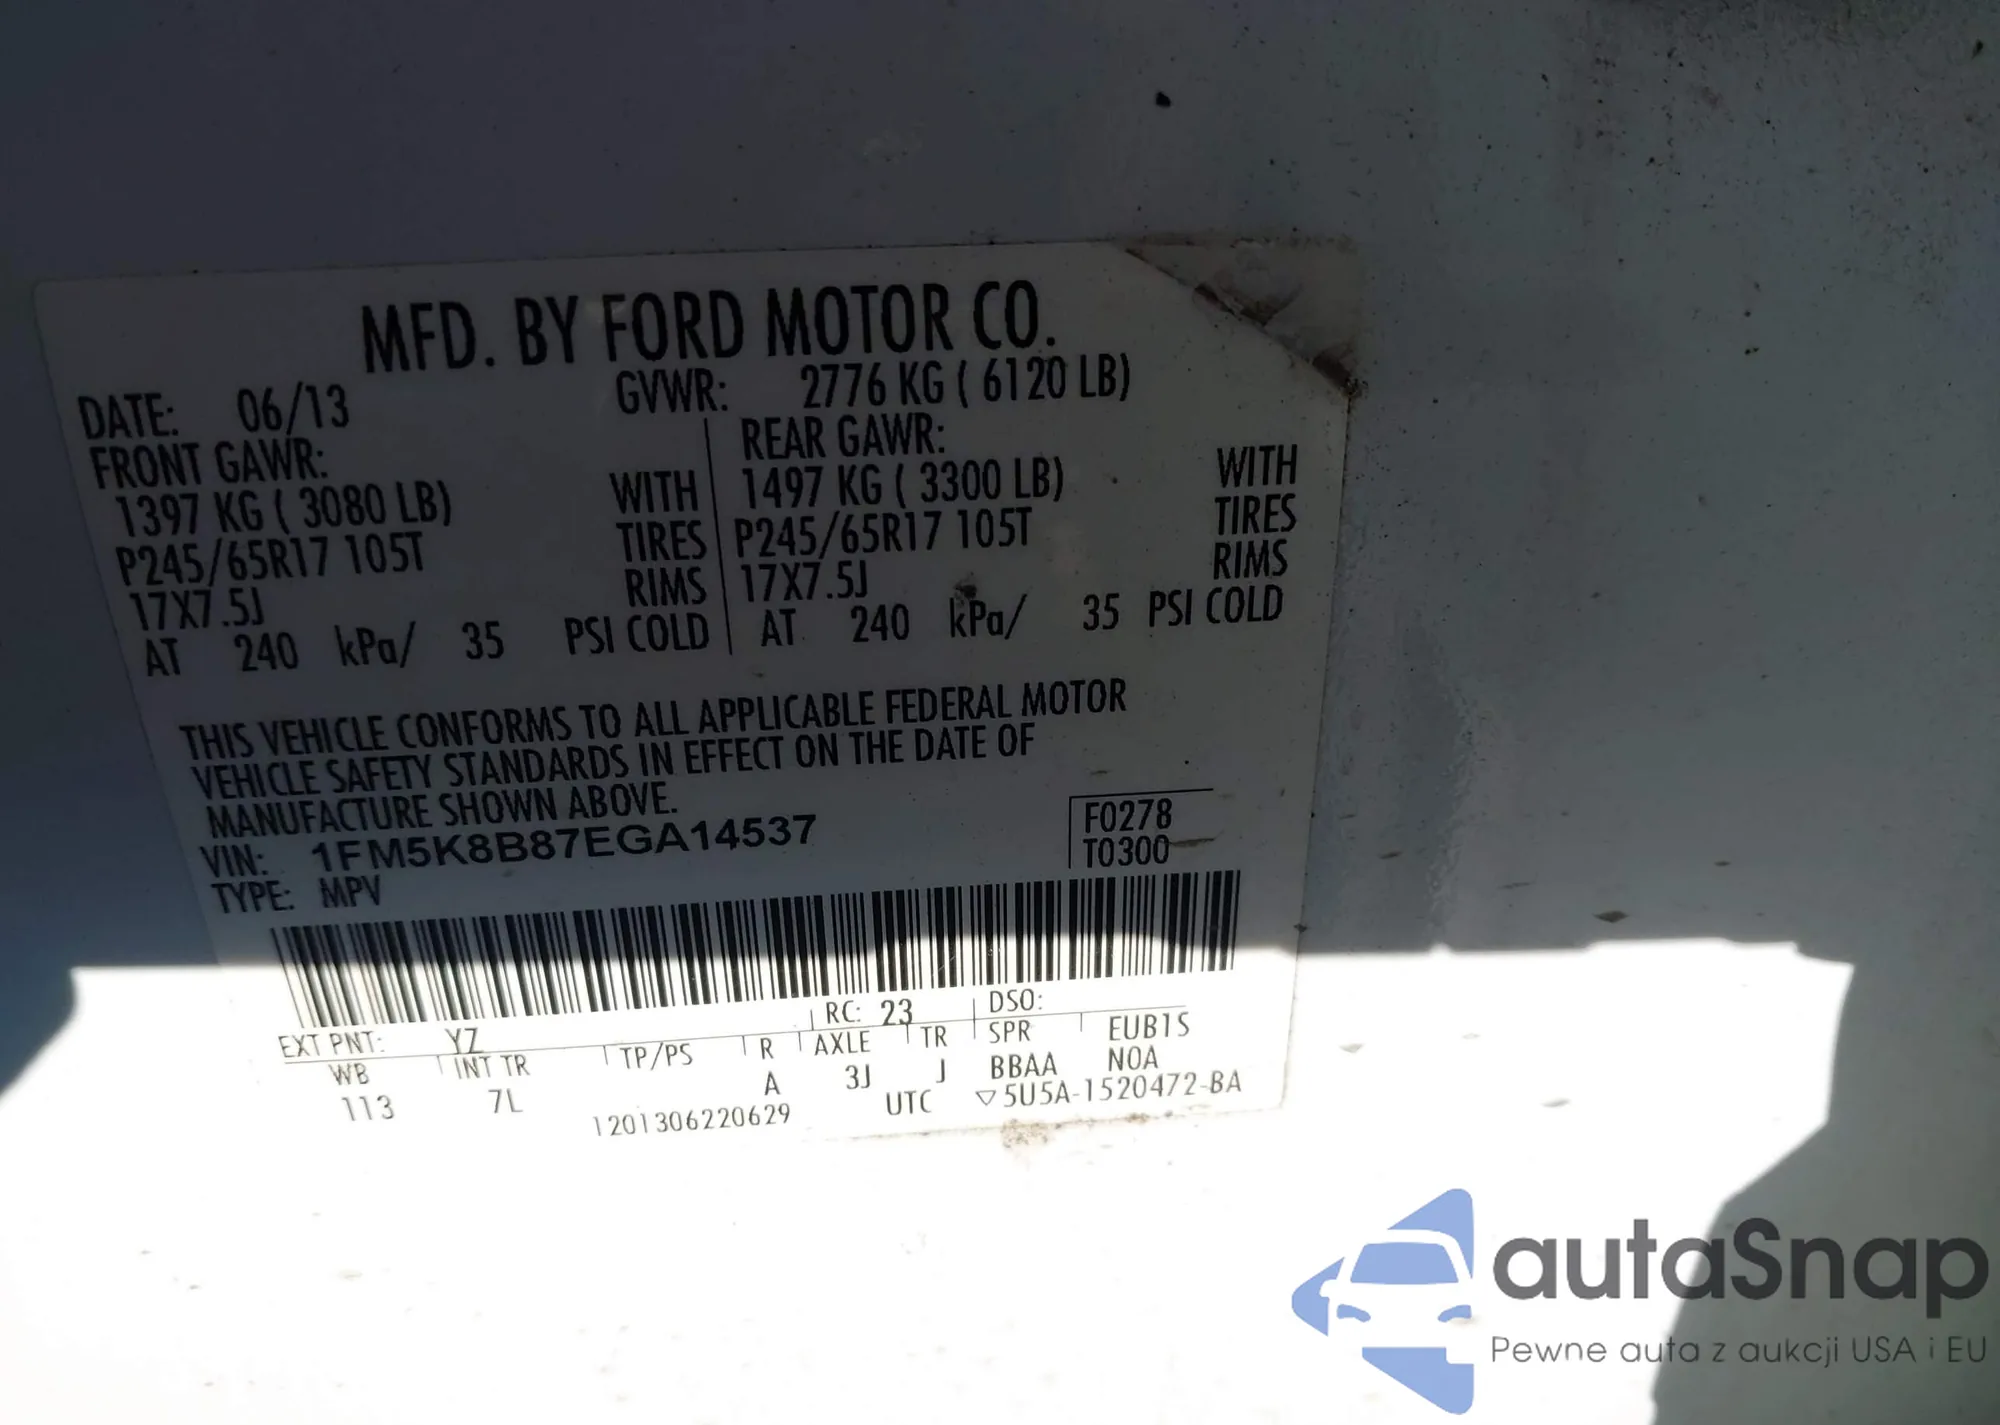 MFD. BY FORD MOTOR CO.
DATE: 06/13 GVWR: 2776 KG ( 6120 LB)
FRONT GAWR: REAR GAWR:
1397 KG ( 3080 LB) WITH 1497 KG ( 3300 LB) WITH
P245/65R17 105T TIRES P245/65R17 105T TIRES
17X7.5J RIMS 17X7.5J RIMS
AT 240 kPa/ 35 PSI COLD AT 240 kPa/ 35 PSI COLD
THIS VEHICLE CONFORMS TO ALL APPLICABLE FEDERAL MOTOR
VEHICLE SAFETY STANDARDS IN EFFECT ON THE DATE OF
MANUFACTURE SHOWN ABOVE.
VIN: 1FM5K8B87EGA14537 F0278
TYPE: MPV T0300
EXT PNT: YZ RC: 23 DSO:
WB INT TR TP/PS R AXLE TR SPR EUB1S
113 7L A 3J J BBAA N0A
1201306220629 UTC ▽5U5A-1520472-BA
autaSnap
Pewne auta z aukcji USA i EU